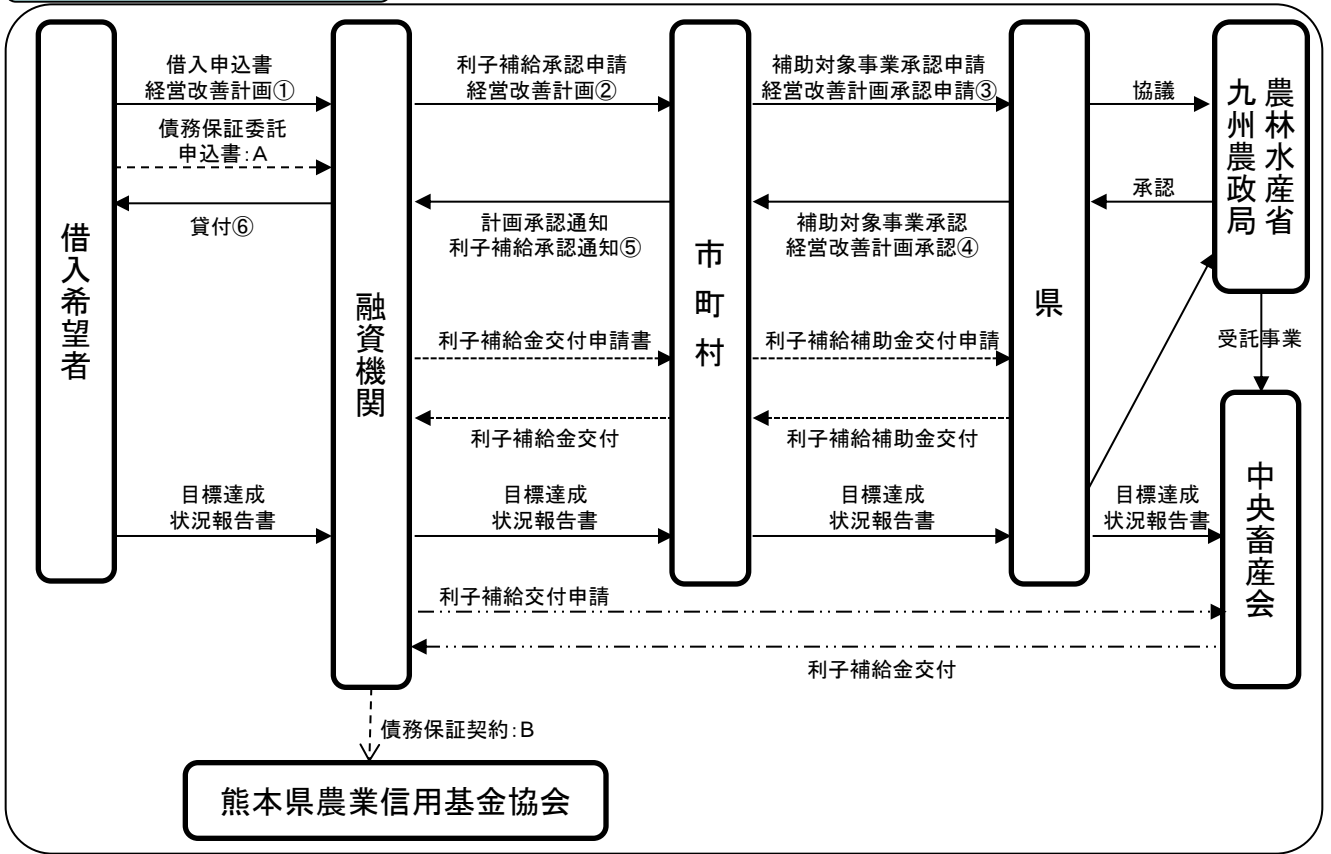 借入申込書
経営改善計画①
債務保証委託
申込書:A
貸付⑥
利子補給承認申請
経営改善計画②
計画承認通知
利子補給承認通知⑤
補助対象事業承認申請
経営改善計画承認申請③
補助対象事業承認
経営改善計画承認④
協議
承認
農林水産省
九州農政局
借入希望者
融資機関
市町村
県
利子補給金交付申請書
利子補給補助金交付申請
利子補給金交付
利子補給補助金交付
受託事業
目標達成
状況報告書
目標達成
状況報告書
目標達成
状況報告書
目標達成
状況報告書
中央畜産会
利子補給交付申請
利子補給金交付
債務保証契約:B
熊本県農業信用基金協会